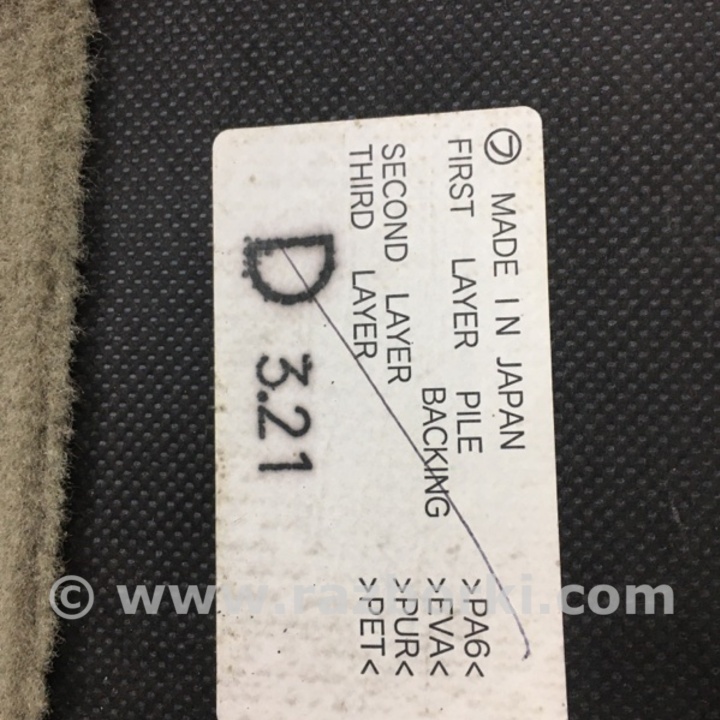 ㋫ MADE IN JAPAN
FIRST LAYER PILE >PA6<
BACKING >EVA<
SECOND LAYER >PUR<
THIRD LAYER >PET<
D 3.21
© www.razborki.com